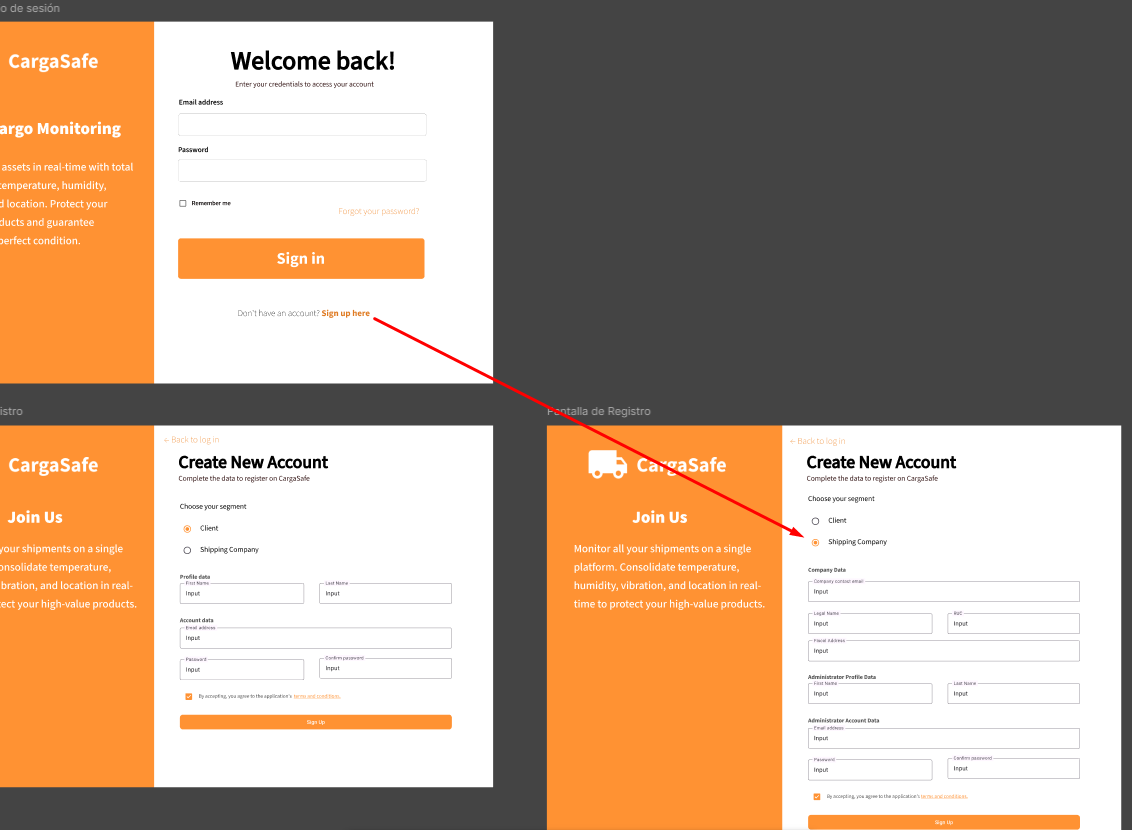 o de sesión
CargaSafe
argo Monitoring
assets in real-time with total
temperature, humidity,
d location. Protect your
ducts and guarantee
perfect condition.
Welcome back!
Enter your credentials to access your account
Email address
Password
Remember me
Forgot your password?
Sign in
Don't have an account? Sign up here
istro
CargaSafe
Join Us
your shipments on a single
onsolidate temperature,
bration, and location in real-
tect your high-value products.
← Back to log in
Create New Account
Complete the data to register on CargaSafe
Choose your segment
Client
Shipping Company
Profile data
First Name
Input
Last Name
Input
Account data
Email address
Input
Password
Input
Confirm password
Input
By accepting, you agree to the application's terms and conditions.
Sign Up
Pantalla de Registro
CargaSafe
Join Us
Monitor all your shipments on a single
platform. Consolidate temperature,
humidity, vibration, and location in real-
time to protect your high-value products.
← Back to log in
Create New Account
Complete the data to register on CargaSafe
Choose your segment
Client
Shipping Company
Company Data
Company contact email
Input
Legal Name
Input
RUC
Input
Fiscal Address
Input
Administrator Profile Data
First Name
Input
Last Name
Input
Administrator Account Data
Email address
Input
Password
Input
Confirm password
Input
By accepting, you agree to the application's terms and conditions.
Sign Up